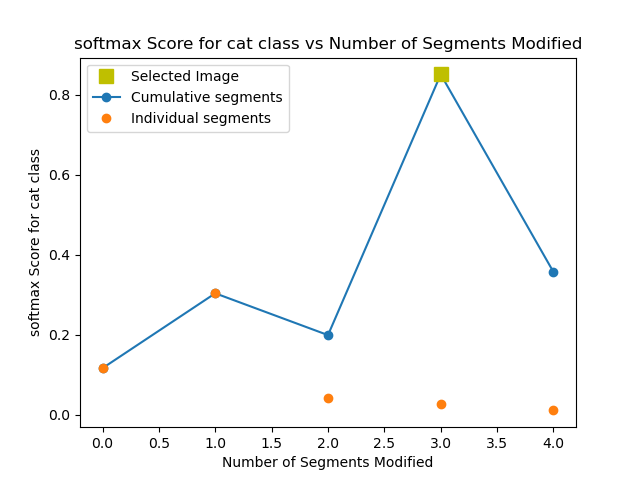 softmax Score for cat class vs Number of Segments Modified
Selected Image
Cumulative segments
Individual segments
softmax Score for cat class
0.8
0.6
0.4
0.2
0.0
0.0 0.5 1.0 1.5 2.0 2.5 3.0 3.5 4.0
Number of Segments Modified